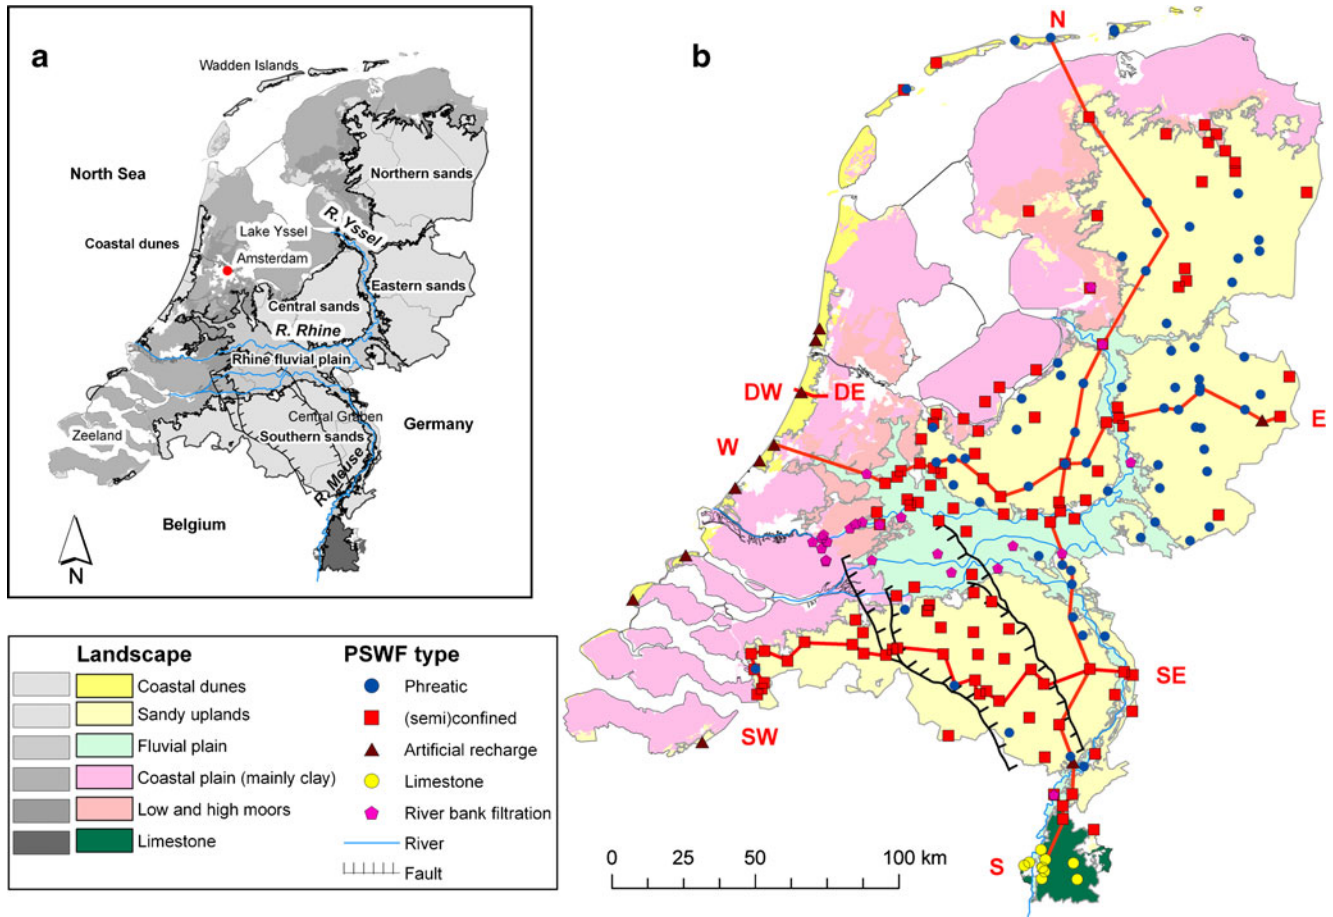 a
Wadden Islands
North Sea
Northern sands
R. Yssel
Lake Yssel
Coastal dunes
Amsterdam
Eastern sands
Central sands
R. Rhine
Rhine fluvial plain
Central Graben
Germany
Zeeland
Southern sands
R. Meuse
Belgium
N
Landscape
PSWF type
Coastal dunes
Phreatic
Sandy uplands
(semi)confined
Fluvial plain
Artificial recharge
Coastal plain (mainly clay)
Limestone
Low and high moors
River bank filtration
Limestone
River
Fault
b
N
DW
DE
W
E
SE
SW
S
0 25 50 100 km